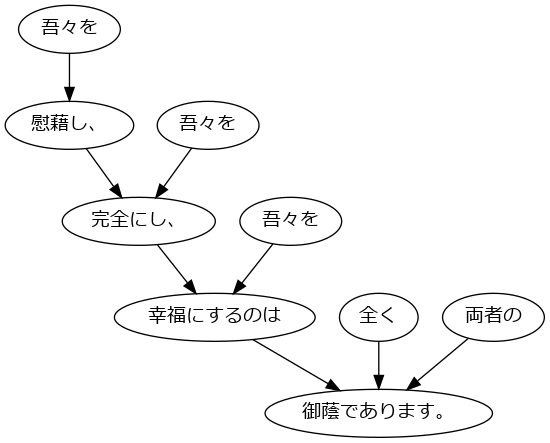 吾々を
慰藉し、
吾々を
完全にし、
吾々を
幸福にするのは
全く
両者の
御蔭であります。